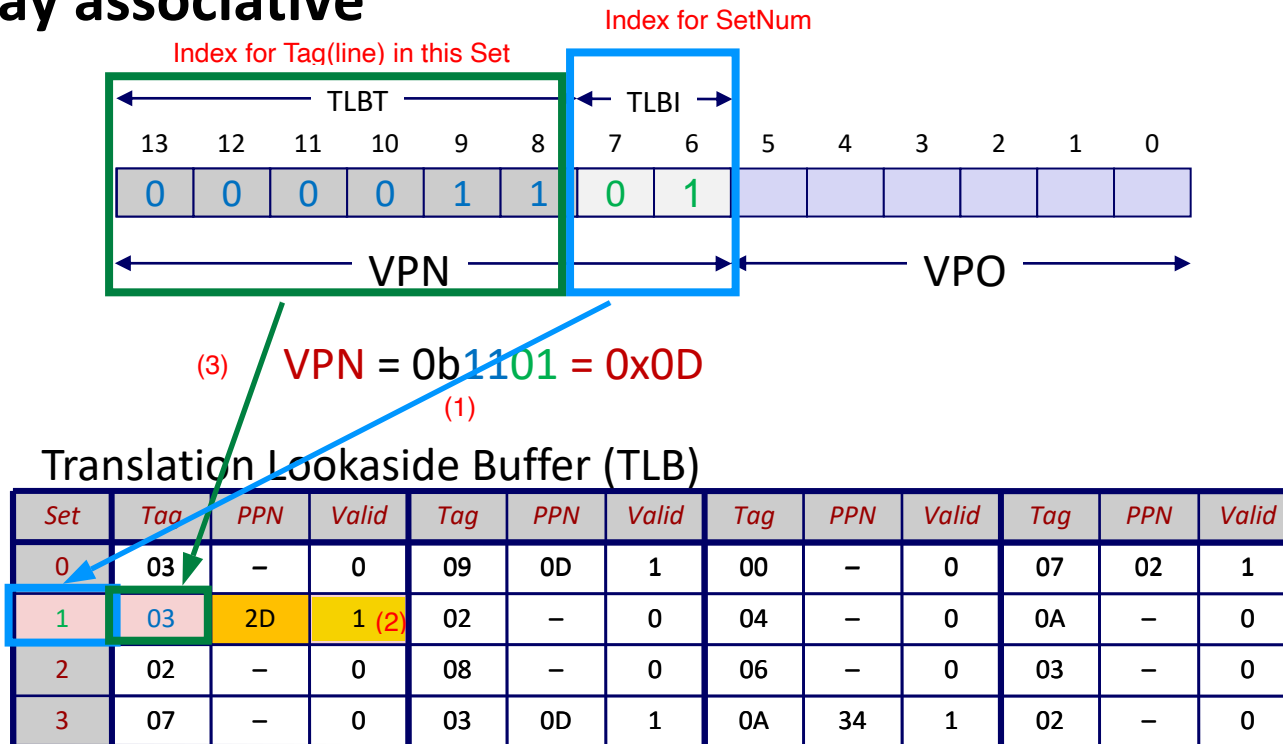 ay associative
Index for SetNum
Index for Tag(line) in this Set
TLBT TLBI
13 12 11 10 9 8 7 6 5 4 3 2 1 0
0 0 0 0 1 1 0 1
VPN VPO
(3) VPN = 0b1101 = 0x0D
(1)
Translation Lookaside Buffer (TLB)
Set Tag PPN Valid Tag PPN Valid Tag PPN Valid Tag PPN Valid
0 03 – 0 09 0D 1 00 – 0 07 02 1
1 03 2D 1 (2) 02 – 0 04 – 0 0A – 0
2 02 – 0 08 – 0 06 – 0 03 – 0
3 07 – 0 03 0D 1 0A 34 1 02 – 0